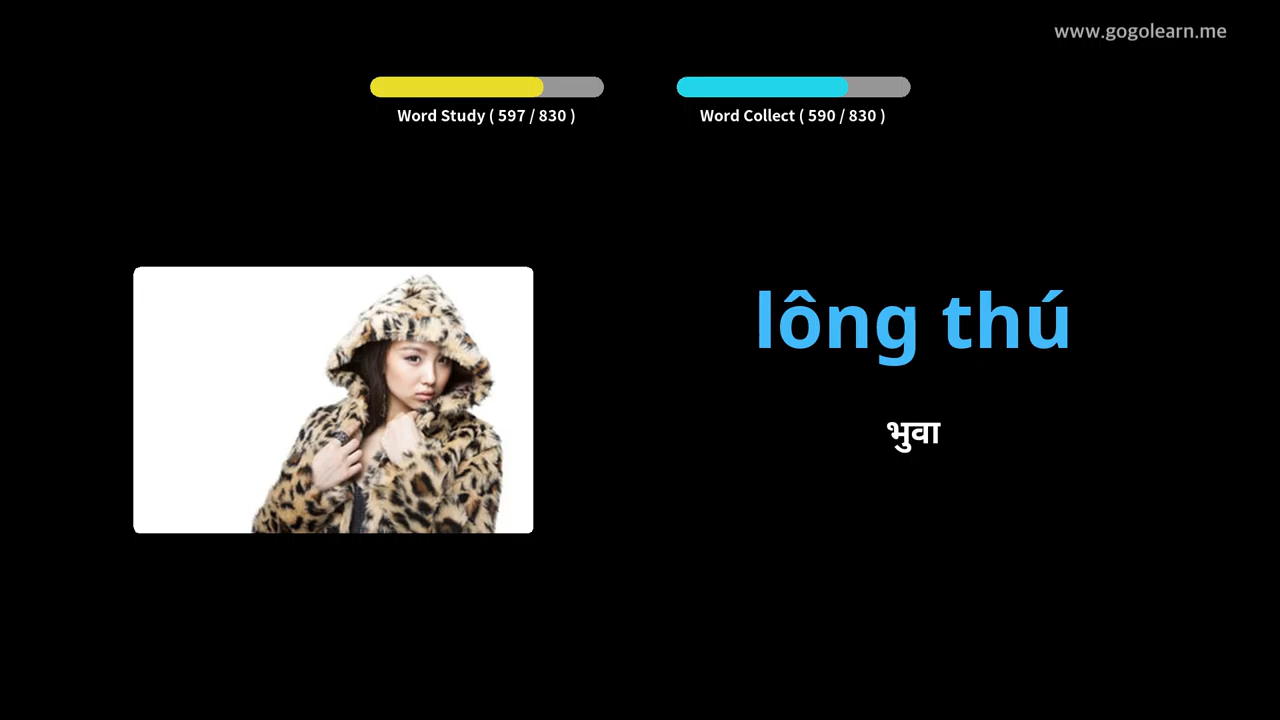 www.gogolearn.me
Word Study ( 597 / 830 )
Word Collect ( 590 / 830 )
lông thú
भुवा